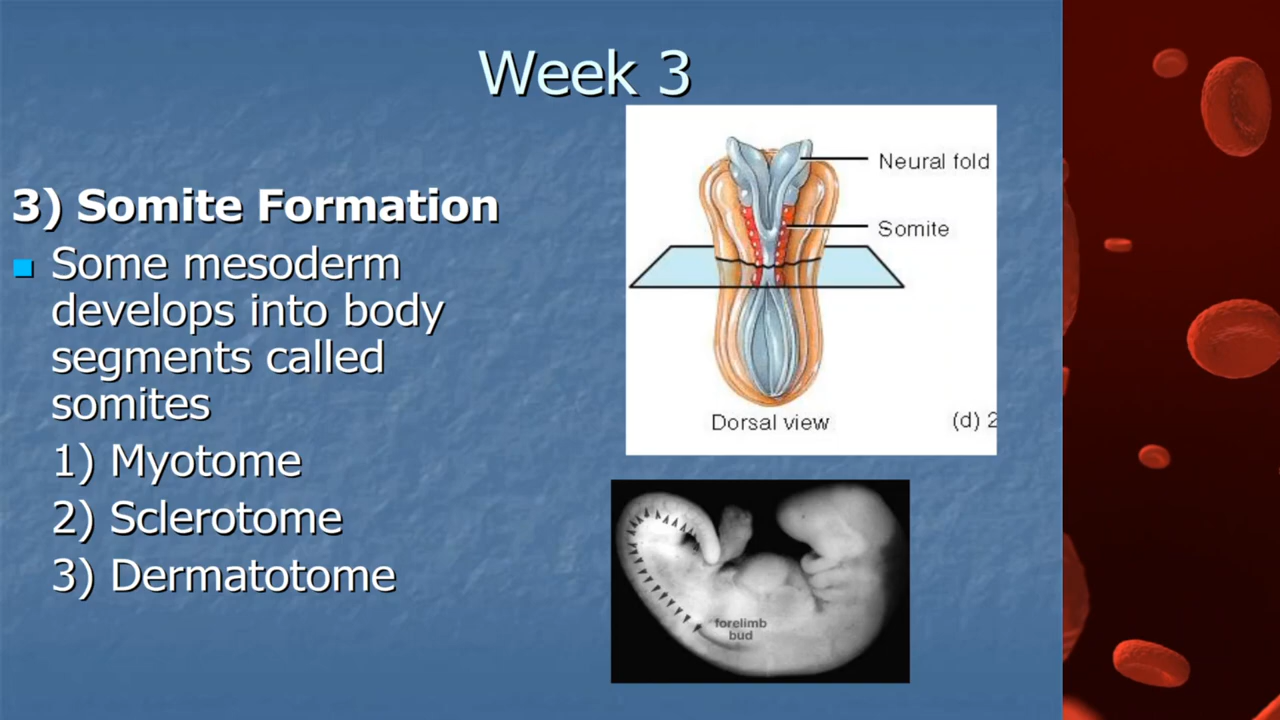 Week 3
3) Somite Formation
Some mesoderm
develops into body
segments called
somites
1) Myotome
2) Sclerotome
3) Dermatotome
Neural fold
Somite
Dorsal view
(d) 2
forelimb
bud